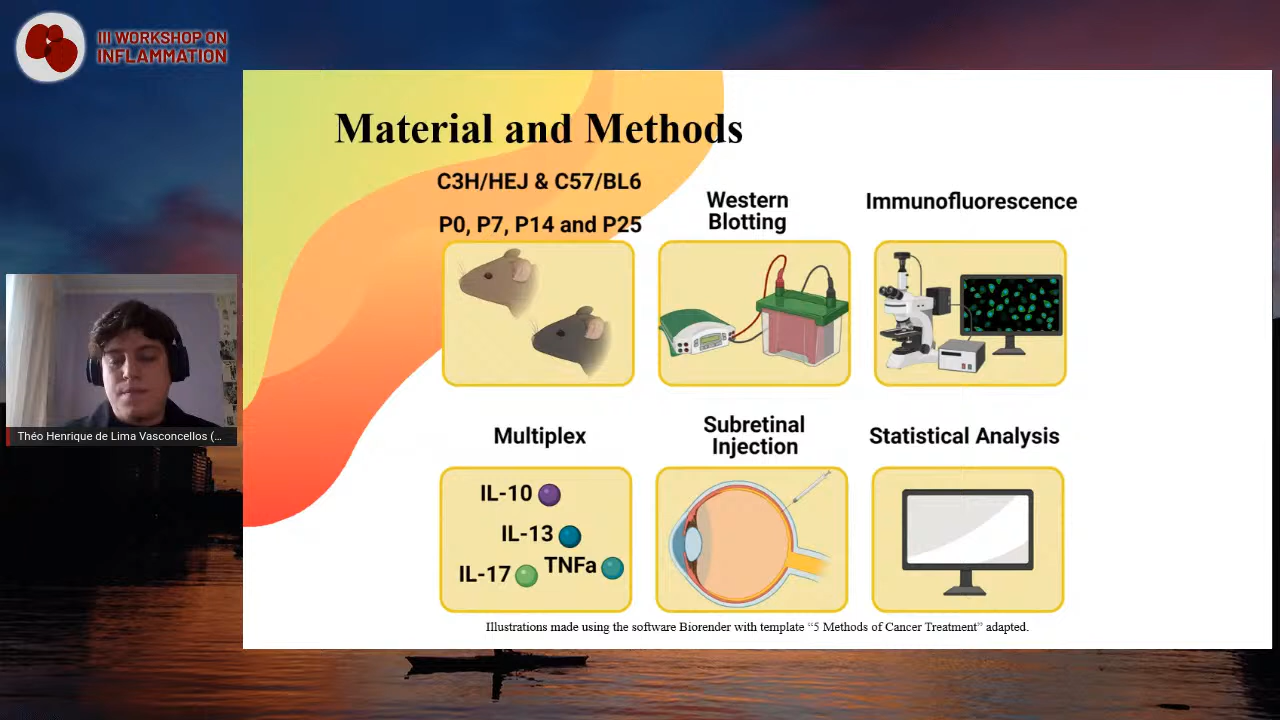 III WORKSHOP ON
INFLAMMATION
Material and Methods
C3H/HEJ & C57/BL6
P0, P7, P14 and P25
Western
Blotting
Immunofluorescence
Multiplex
IL-10
IL-13
IL-17
TNFa
Subretinal
Injection
Statistical Analysis
Illustrations made using the software Biorender with template “5 Methods of Cancer Treatment” adapted.
Théo Henrique de Lima Vasconcellos (...